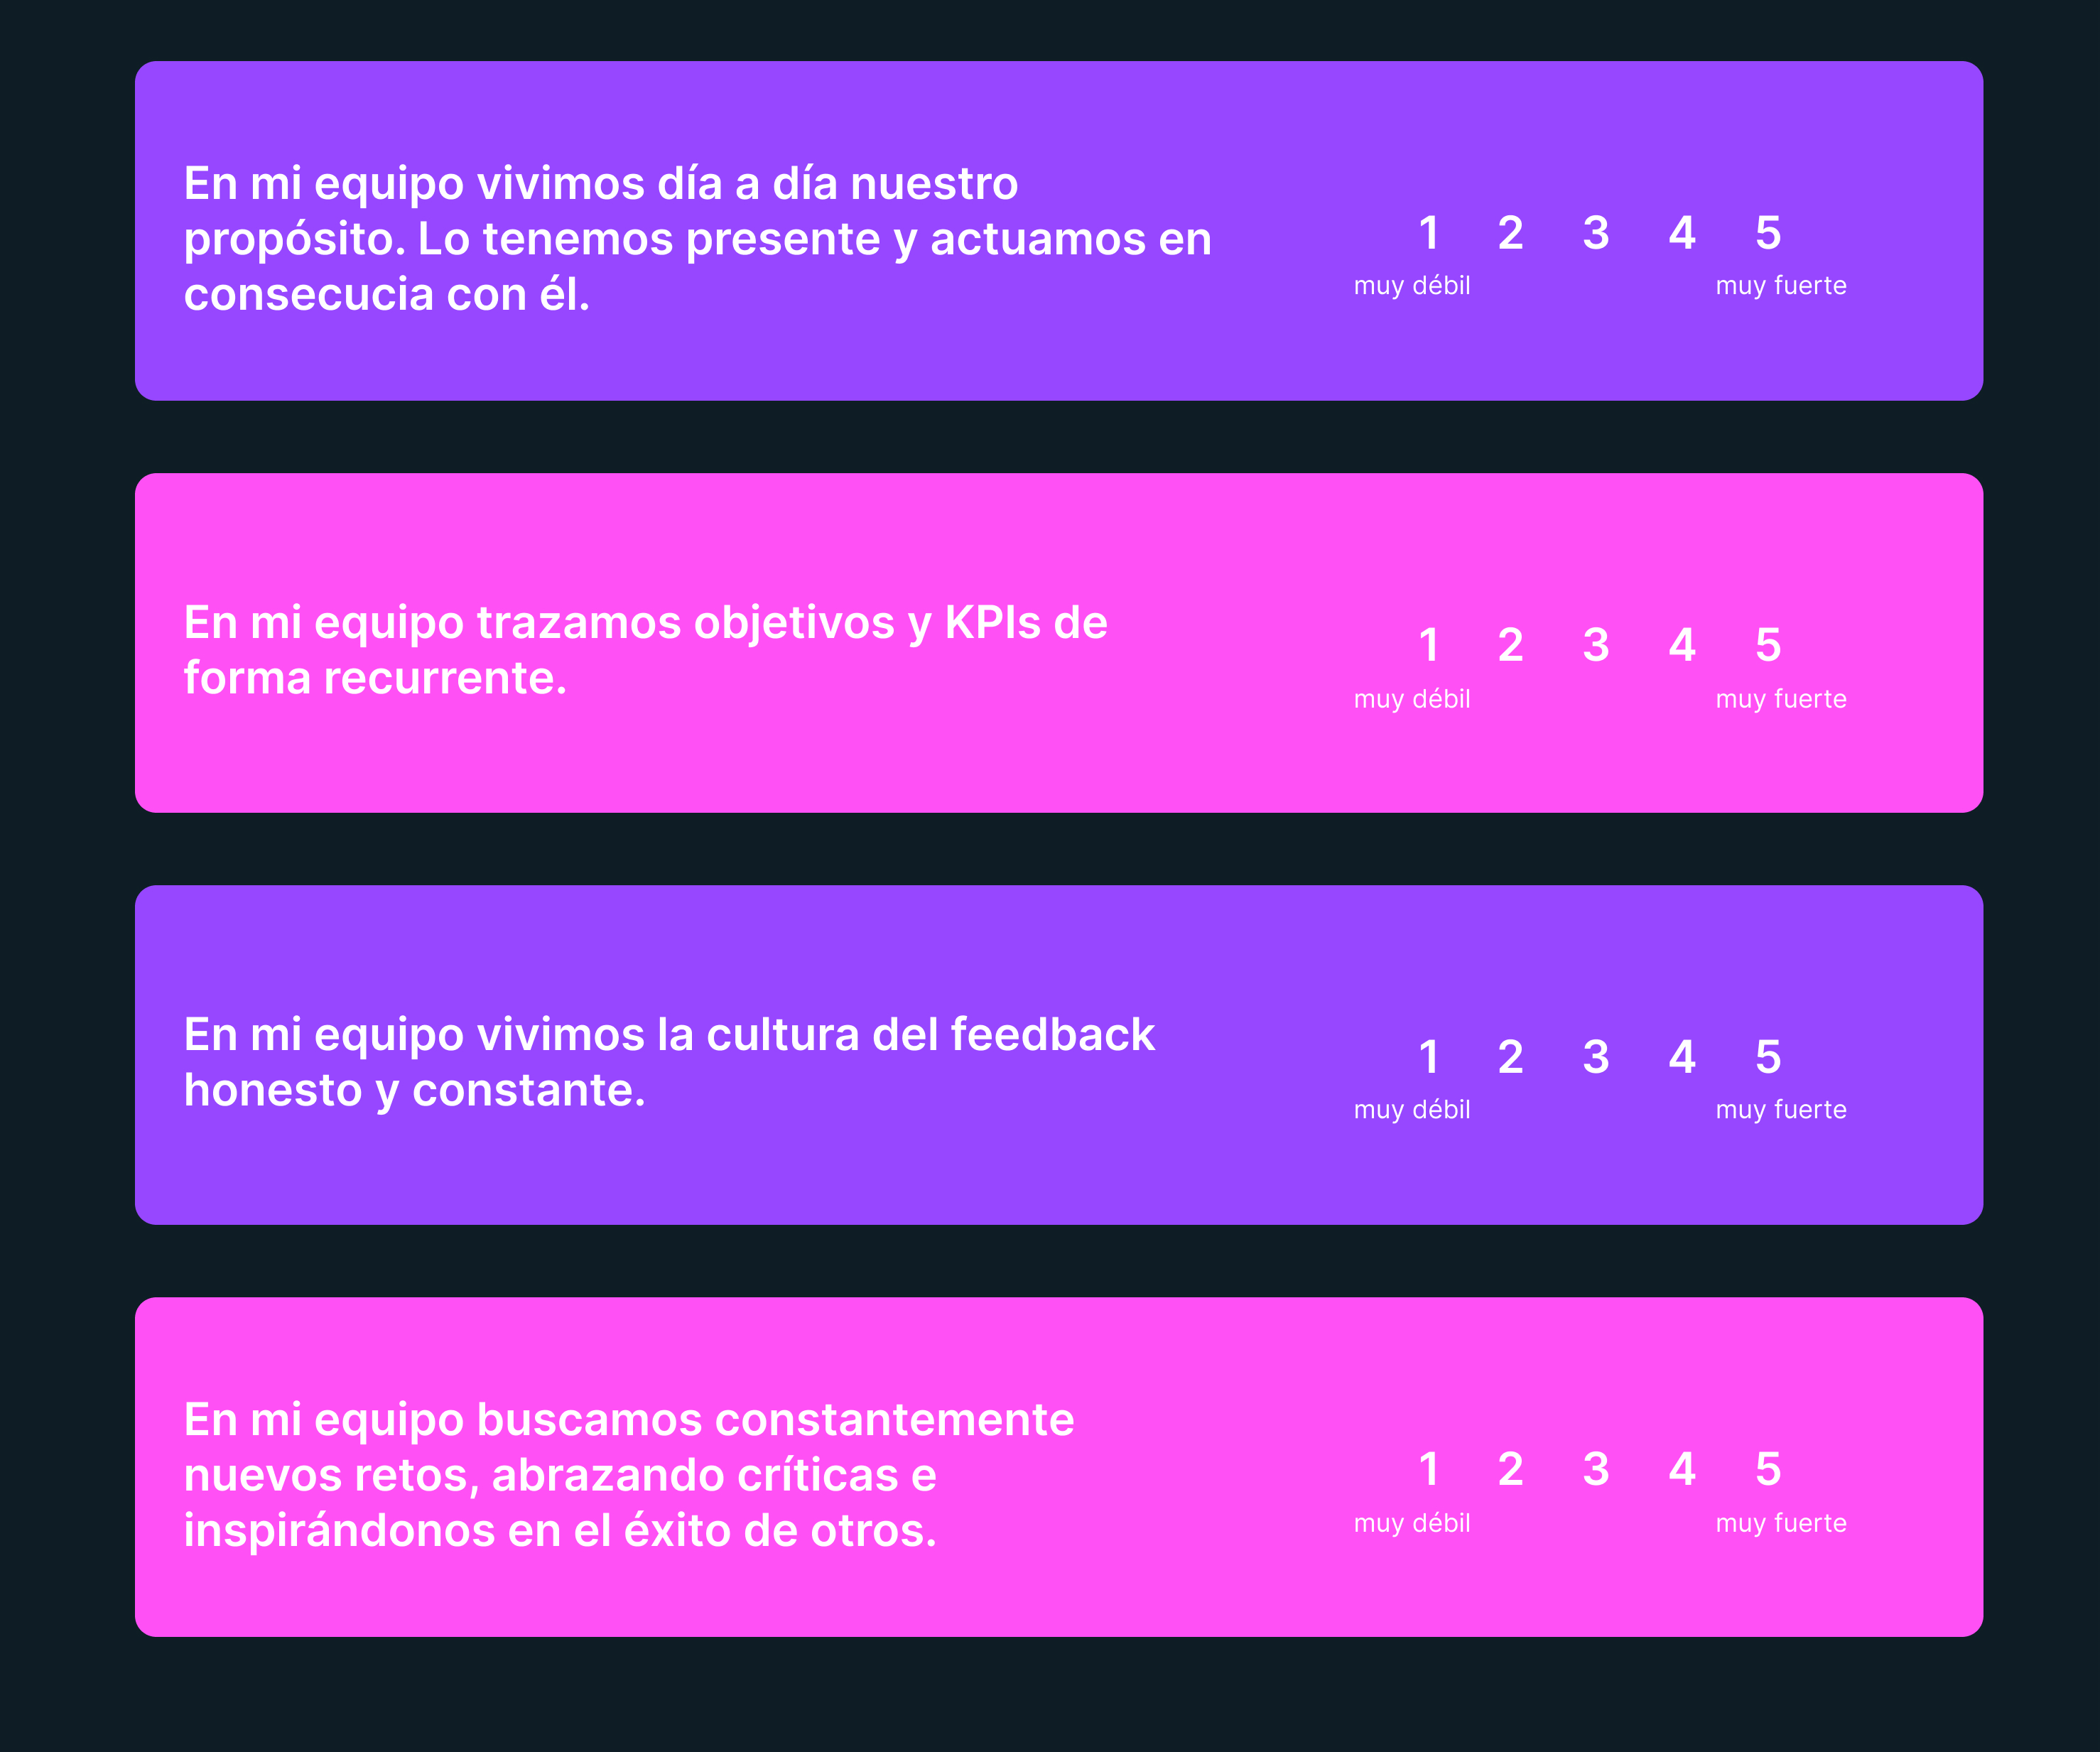 En mi equipo vivimos día a día nuestro
propósito. Lo tenemos presente y actuamos en
consecucia con él.
1 2 3 4 5
muy débil muy fuerte
En mi equipo trazamos objetivos y KPIs de
forma recurrente.
1 2 3 4 5
muy débil muy fuerte
En mi equipo vivimos la cultura del feedback
honesto y constante.
1 2 3 4 5
muy débil muy fuerte
En mi equipo buscamos constantemente
nuevos retos, abrazando críticas e
inspirándonos en el éxito de otros.
1 2 3 4 5
muy débil muy fuerte